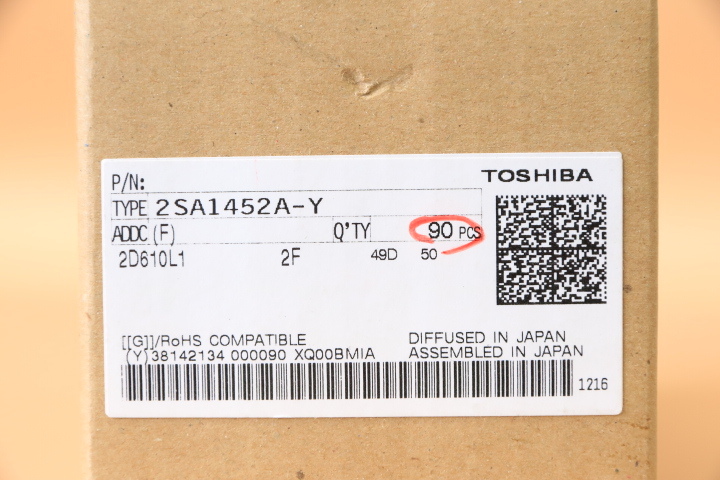 P/N:
TOSHIBA
TYPE 2SA1452A-Y
ADDC (F) Q'TY 90 PCS
2D610L1 2F 49D 50
[[G]]/RoHS COMPATIBLE DIFFUSED IN JAPAN
(Y)38142134 000090 XQ00BMIA ASSEMBLED IN JAPAN
1216